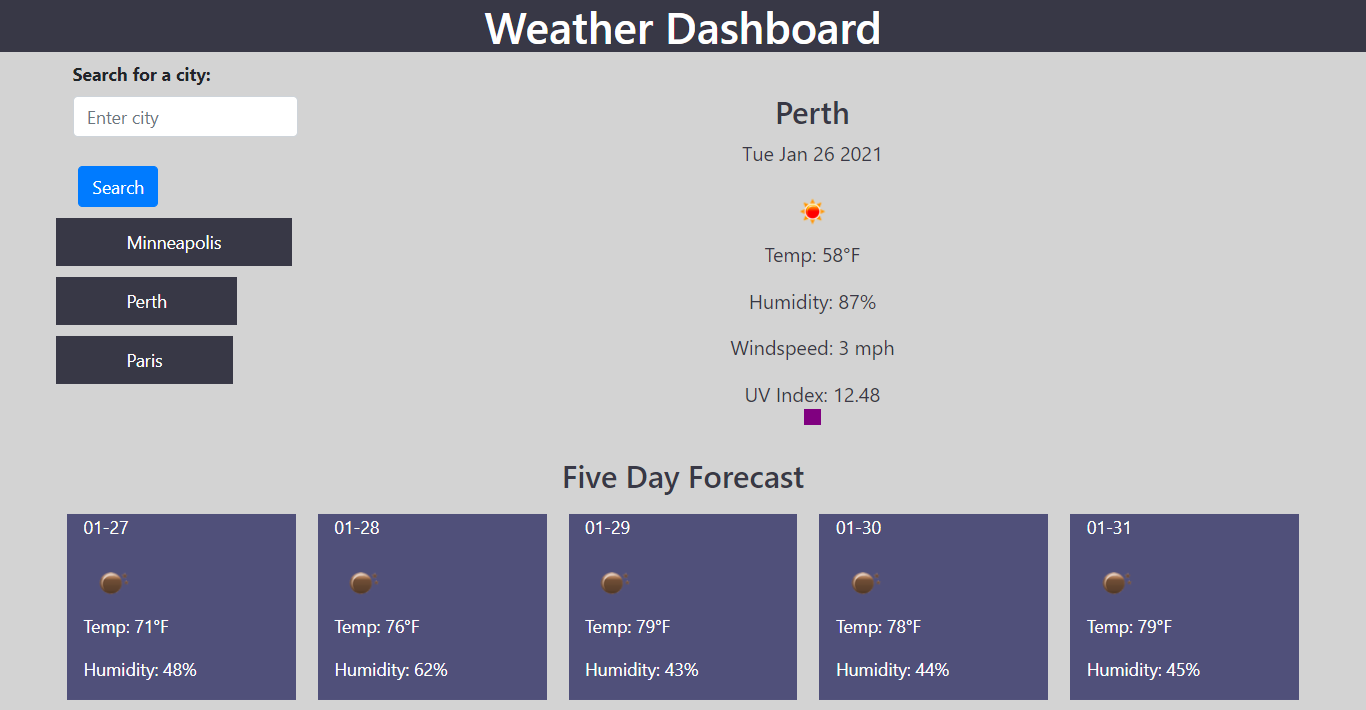 Weather Dashboard
Search for a city:
Enter city
Search
Minneapolis
Perth
Paris
Perth
Tue Jan 26 2021
Temp: 58°F
Humidity: 87%
Windspeed: 3 mph
UV Index: 12.48
Five Day Forecast
01-27
Temp: 71°F
Humidity: 48%
01-28
Temp: 76°F
Humidity: 62%
01-29
Temp: 79°F
Humidity: 43%
01-30
Temp: 78°F
Humidity: 44%
01-31
Temp: 79°F
Humidity: 45%